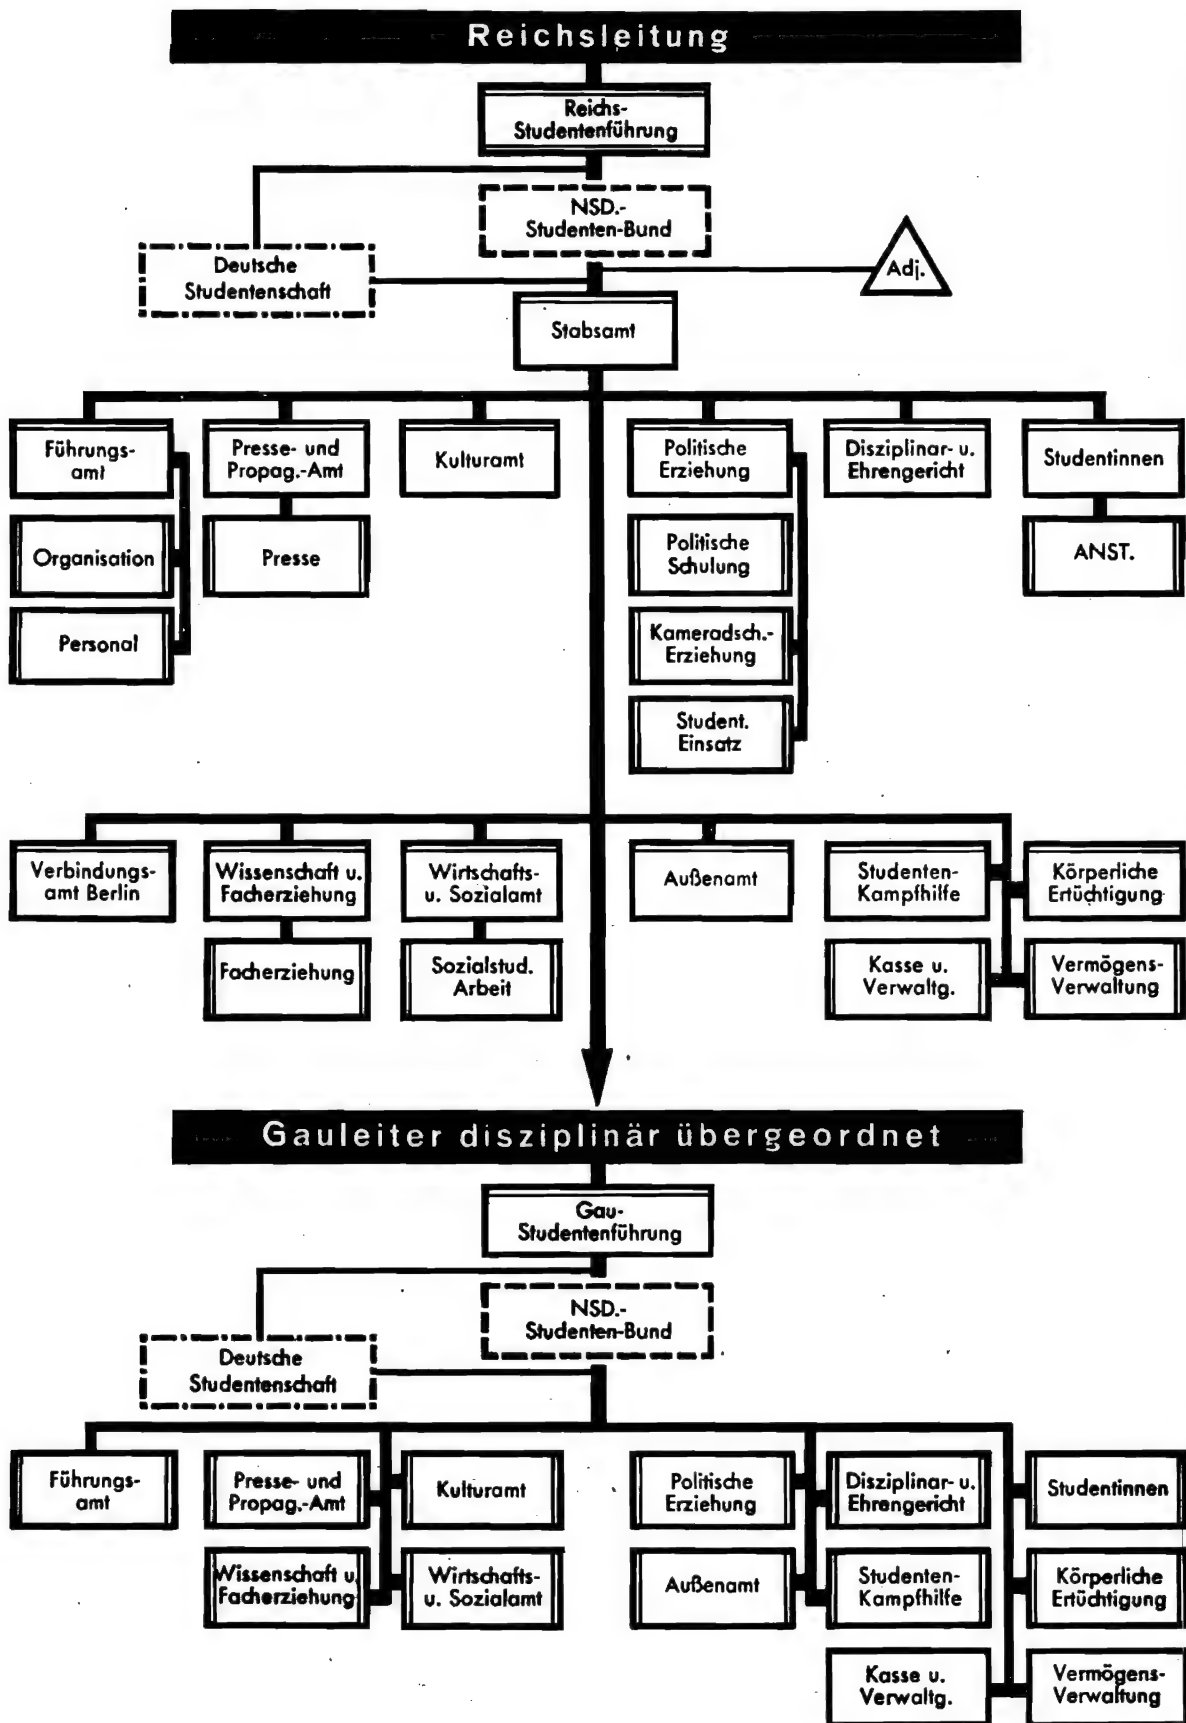 Reichsleitung
Reichs-
Studentenführung
NSD.-
Studenten-Bund
Deutsche
Studentenschaft
Adj.
Stabsamt
Führungs-
amt
Presse- und
Propag.-Amt
Kulturamt
Politische
Erziehung
Disziplinar- u.
Ehrengericht
Studentinnen
Organisation
Presse
Politische
Schulung
ANST.
Personal
Kameradsch.-
Erziehung
Student.
Einsatz
Verbindungs-
amt Berlin
Wissenschaft u.
Facherziehung
Wirtschafts-
u. Sozialamt
Außenamt
Studenten-
Kampfhilfe
Körperliche
Ertüchtigung
Facherziehung
Sozialstud.
Arbeit
Kasse u.
Verwaltg.
Vermögens-
Verwaltung
Gauleiter disziplinär übergeordnet
Gau-
Studentenführung
NSD.-
Studenten-Bund
Deutsche
Studentenschaft
Führungs-
amt
Presse- und
Propag.-Amt
Kulturamt
Politische
Erziehung
Disziplinar- u.
Ehrengericht
Studentinnen
Wissenschaft u.
Facherziehung
Wirtschafts-
u. Sozialamt
Außenamt
Studenten-
Kampfhilfe
Körperliche
Ertüchtigung
Kasse u.
Verwaltg.
Vermögens-
Verwaltung